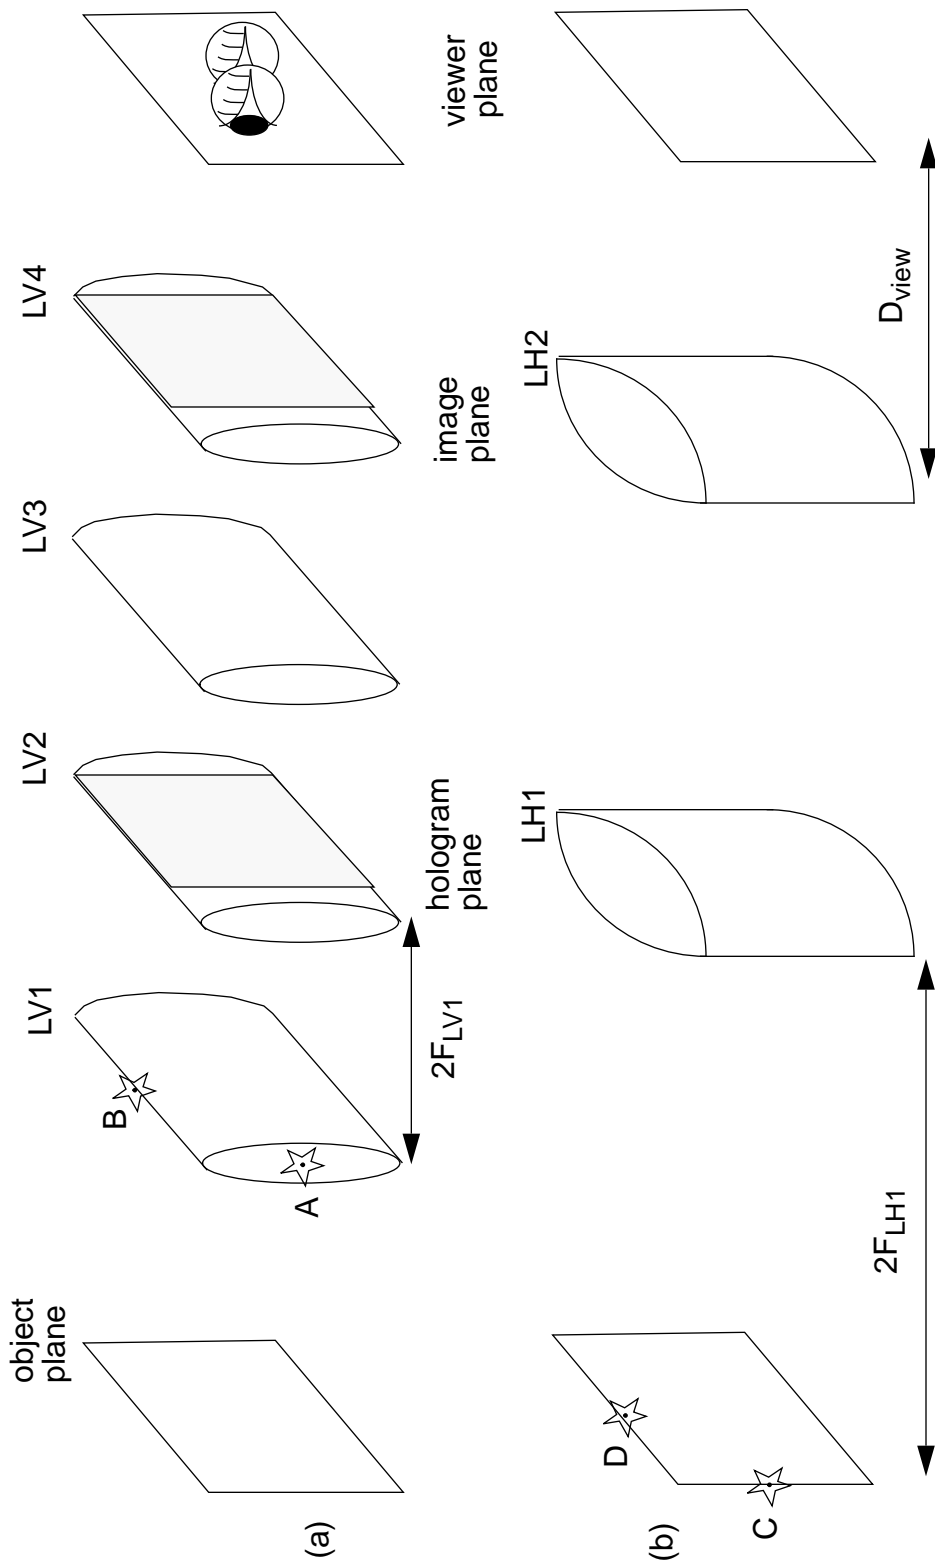 object
plane
hologram
plane
image
plane
viewer
plane
LV1
LV2
LV3
LV4
B
A
2F_LV1
(a)
LH1
LH2
D
C
2F_LH1
D_view
(b)